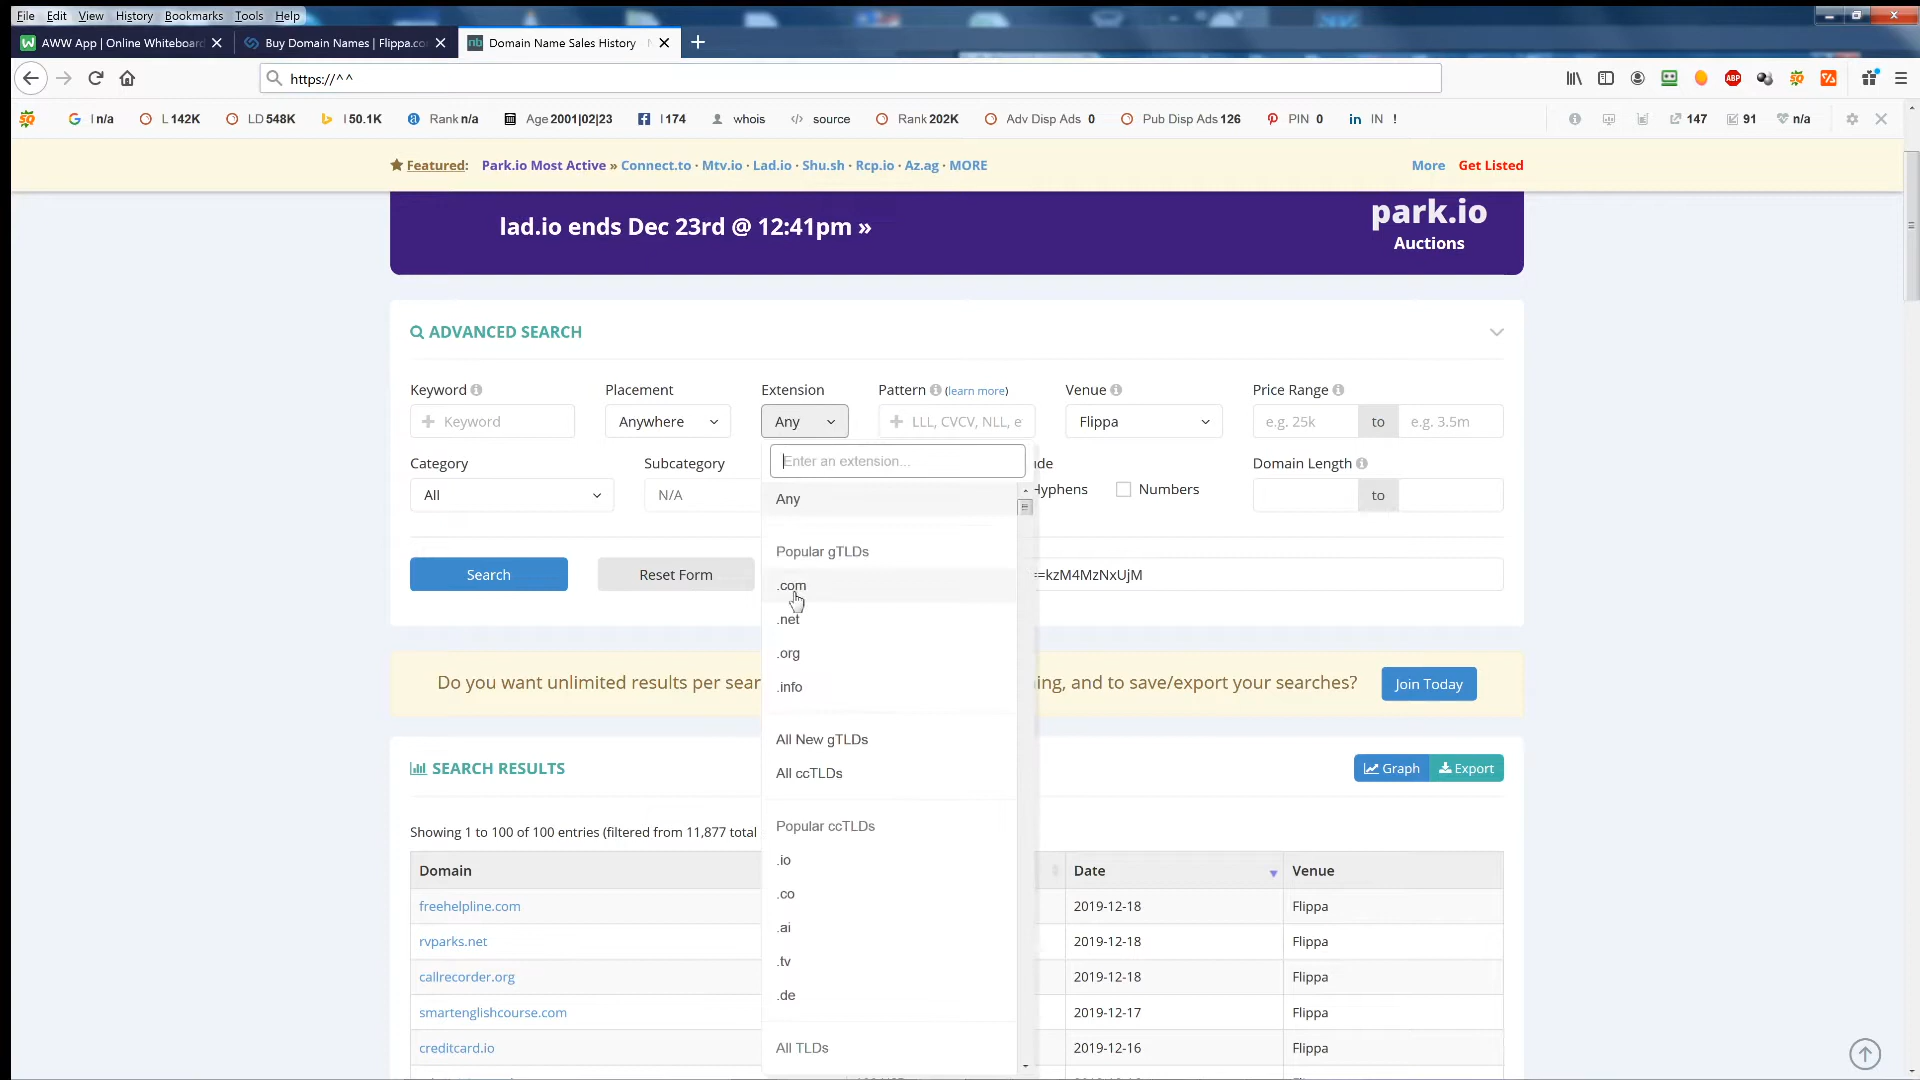 File Edit View History Bookmarks Tools Help
AWW App | Online Whiteboard
Buy Domain Names | Flippa.co
Domain Name Sales History
https://^^
I n/a L 142K LD 548K I 50.1K Rank n/a Age 2001|02|23 I 174 whois source Rank 202K Adv Disp Ads 0 Pub Disp Ads 126 PIN 0 IN ! 147 91 n/a
Featured: Park.io Most Active » Connect.to · Mtv.io · Lad.io · Shu.sh · Rcp.io · Az.ag · MORE More Get Listed
lad.io ends Dec 23rd @ 12:41pm »
park.io
Auctions
ADVANCED SEARCH
Keyword Placement Extension Pattern (learn more) Venue Price Range
Keyword Anywhere Any LLL, CVCV, NLL, e Flippa e.g. 25k to e.g. 3.5m
Enter an extension...
Category Subcategory ude Domain Length
All N/A Hyphens Numbers to
Any
Popular gTLDs
.com
.net
.org
.info
All New gTLDs
All ccTLDs
Popular ccTLDs
.io
.co
.ai
.tv
.de
All TLDs
Search Reset Form ==kzM4MzNxUjM
Do you want unlimited results per sear ing, and to save/export your searches? Join Today
SEARCH RESULTS Graph Export
Showing 1 to 100 of 100 entries (filtered from 11,877 total
Domain Date Venue
freehelpline.com 2019-12-18 Flippa
rvparks.net 2019-12-18 Flippa
callrecorder.org 2019-12-18 Flippa
smartenglishcourse.com 2019-12-17 Flippa
creditcard.io 2019-12-16 Flippa